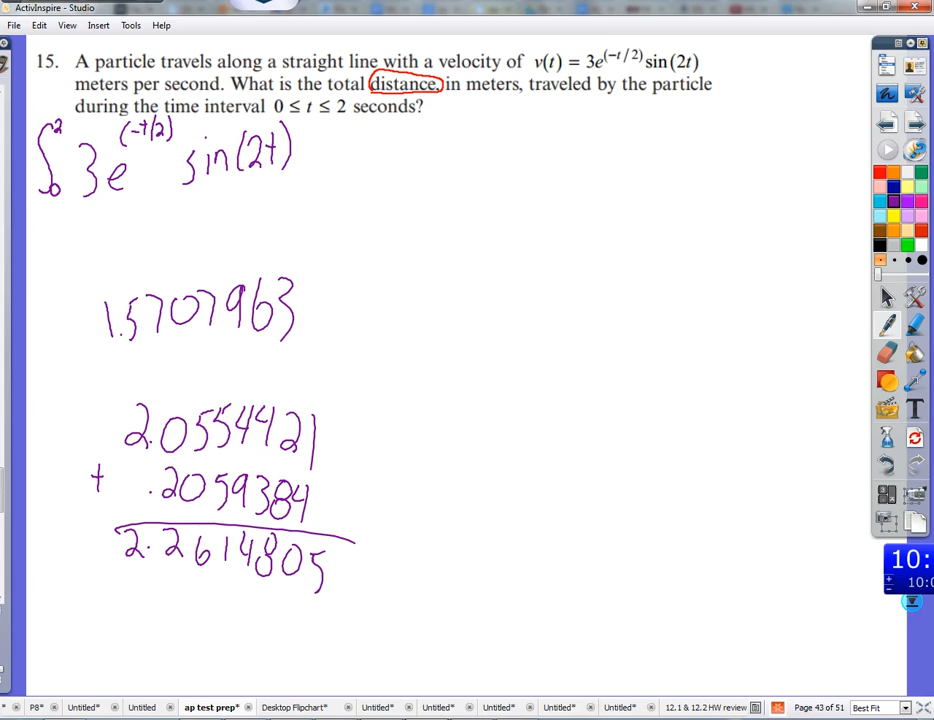 ActivInspire - Studio
File Edit View Insert Tools Help
15. A particle travels along a straight line with a velocity of v(t) = 3e^(−t/2) sin(2t)
meters per second. What is the total distance, in meters, traveled by the particle
during the time interval 0 ≤ t ≤ 2 seconds?
∫₀² 3e^(-t/2) sin(2t)
1.5707963
2.05544221
+ .2059384
2.2614805
10:
10:0
P8* Untitled* Untitled ap test prep* Desktop Flipchart* Untitled* Untitled* Untitled* Untitled* Untitled* 12.1 & 12.2 HW review Page 43 of 51 Best Fit